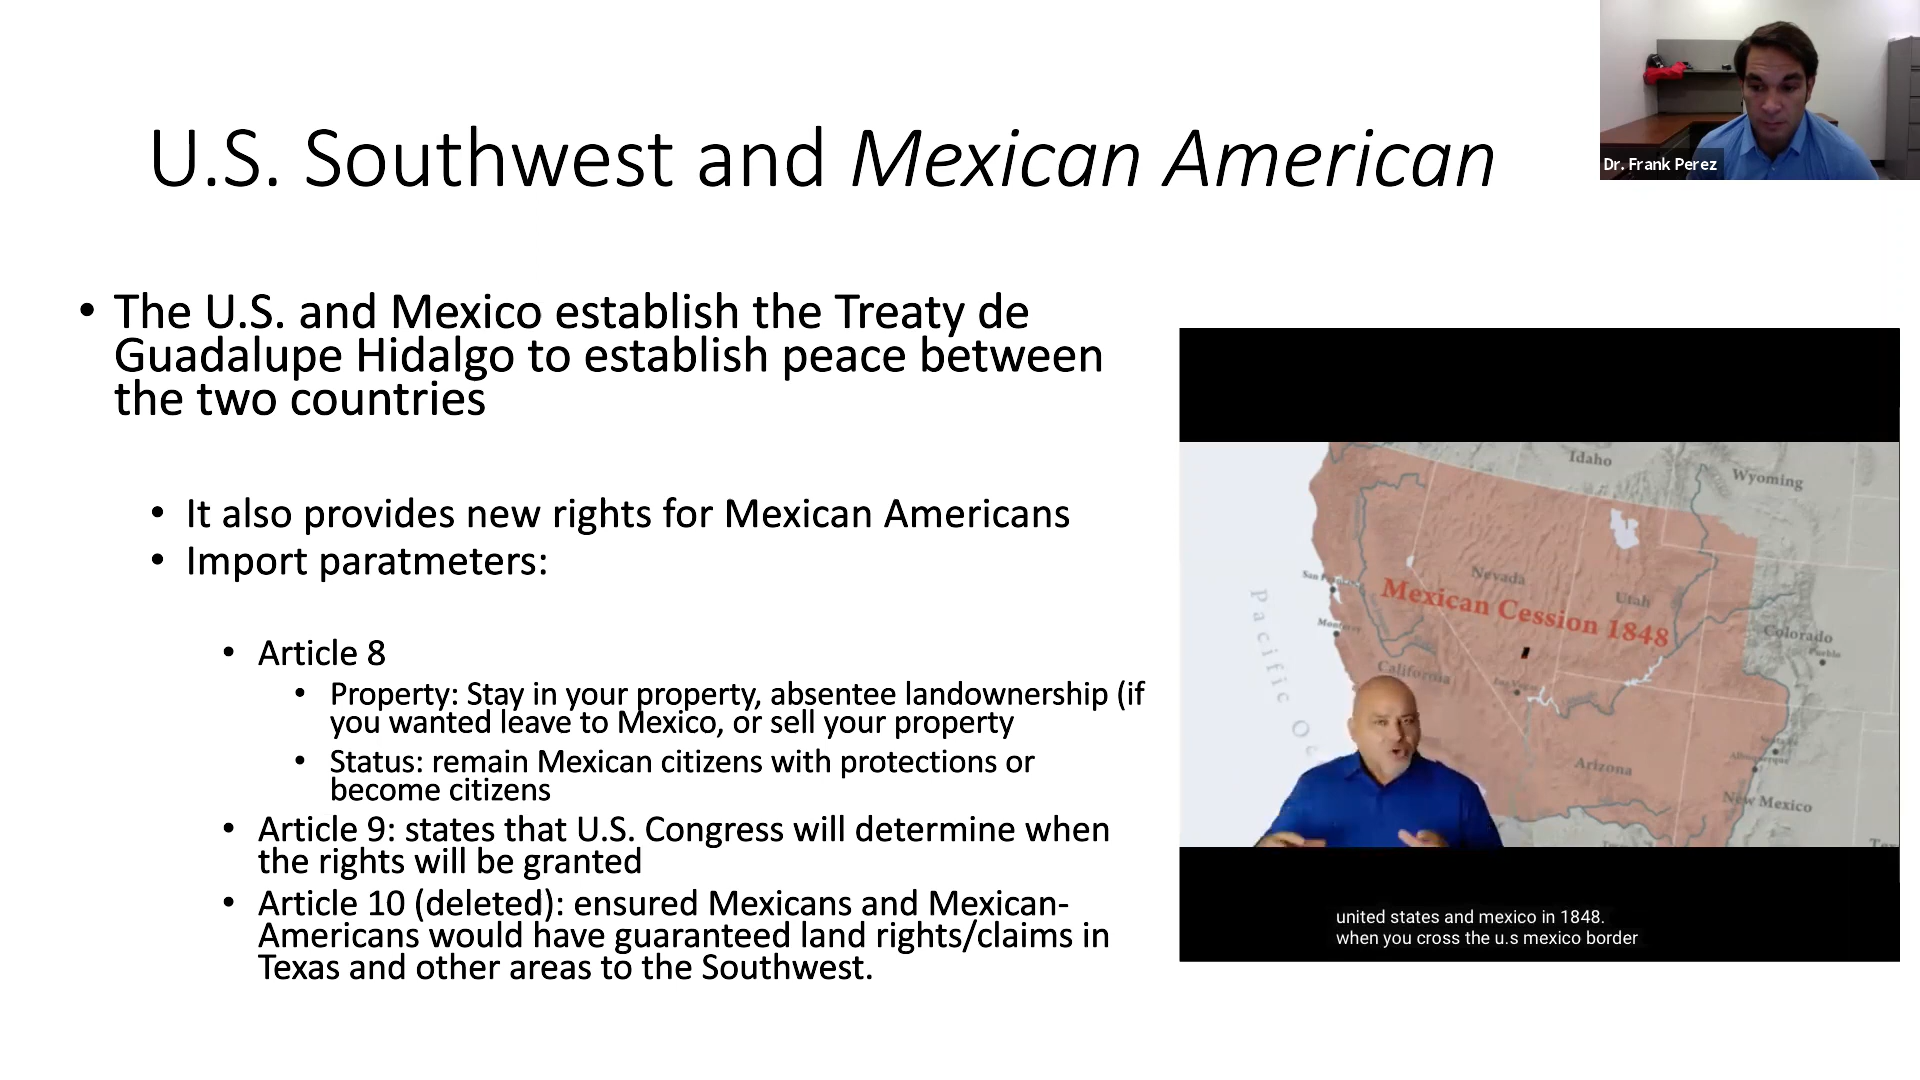 U.S. Southwest and Mexican American
Dr. Frank Perez
• The U.S. and Mexico establish the Treaty de
Guadalupe Hidalgo to establish peace between
the two countries
• It also provides new rights for Mexican Americans
• Import paratmeters:
• Article 8
• Property: Stay in your property, absentee landownership (if
you wanted leave to Mexico, or sell your property
• Status: remain Mexican citizens with protections or
become citizens
• Article 9: states that U.S. Congress will determine when
the rights will be granted
• Article 10 (deleted): ensured Mexicans and Mexican-
Americans would have guaranteed land rights/claims in
Texas and other areas to the Southwest.
Idaho
Wyoming
Nevada
Utah
Mexican Cession 1848
Monterey
Colorado
Pueblo
California
Pacific Oc
Arizona
New Mexico
united states and mexico in 1848.
when you cross the u.s mexico border